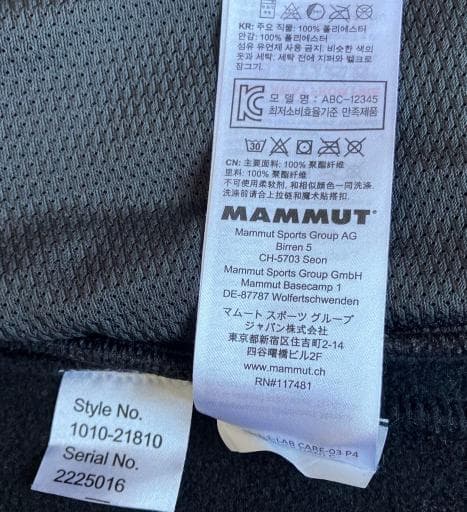 KR: 주요 직물: 100% 폴리에스터
안감: 100% 폴리에스터
섬유 유연제 사용 금지. 비슷한 색의
옷과 세탁. 세탁 전에 지퍼와 벨크로
잠그기.
KC 모 델 명 : ABC-12345
최저소비효율기준 만족제품
30
CN: 主要面料: 100% 聚酯纤维
里料: 100% 聚酯纤维
不可使用柔软剂, 和相似颜色一同洗涤.
洗涤前请合上拉链和魔术贴搭扣.
MAMMUT
Mammut Sports Group AG
Birren 5
CH-5703 Seon
Mammut Sports Group GmbH
Mammut Basecamp 1
DE-87787 Wolfertschwenden
マムート スポーツ グループ
ジャパン株式会社
東京都新宿区住吉町2-14
四谷曙橋ビル2F
www.mammut.ch
RN#117481
LAB CARE-03 P4
Style No.
1010-21810
Serial No.
2225016